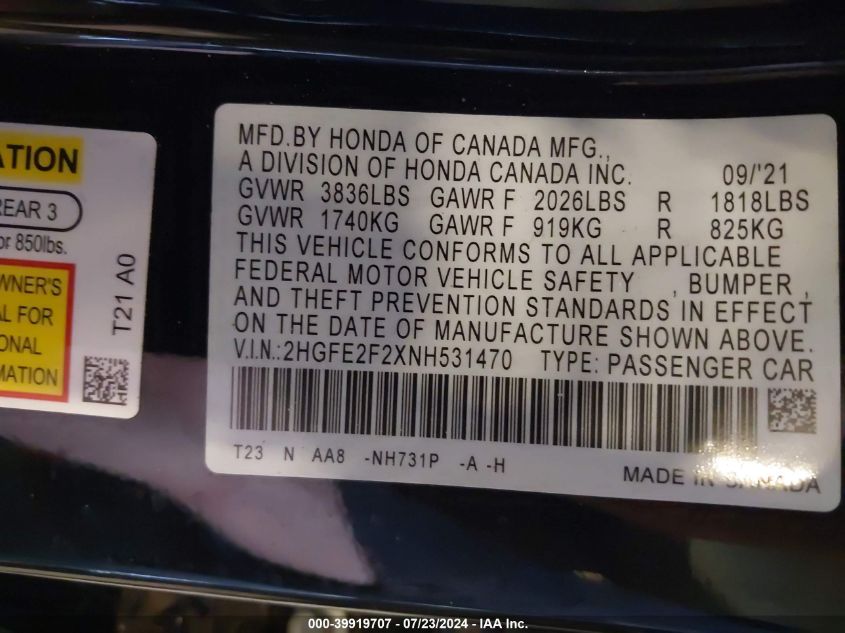 ATION
REAR 3
or 850lbs.
WNER'S
AL FOR
ONAL
MATION
T21 A0
MFD.BY HONDA OF CANADA MFG.,
A DIVISION OF HONDA CANADA INC. 09/'21
GVWR 3836LBS GAWR F 2026LBS R 1818LBS
GVWR 1740KG GAWR F 919KG R 825KG
THIS VEHICLE CONFORMS TO ALL APPLICABLE
FEDERAL MOTOR VEHICLE SAFETY , BUMPER ,
AND THEFT PREVENTION STANDARDS IN EFFECT
ON THE DATE OF MANUFACTURE SHOWN ABOVE.
V.I.N.:2HGFE2F2XNH531470 TYPE: PASSENGER CAR
T23 N AA8 -NH731P -A -H
MADE IN CANADA
000-39919707 - 07/23/2024 - IAA Inc.